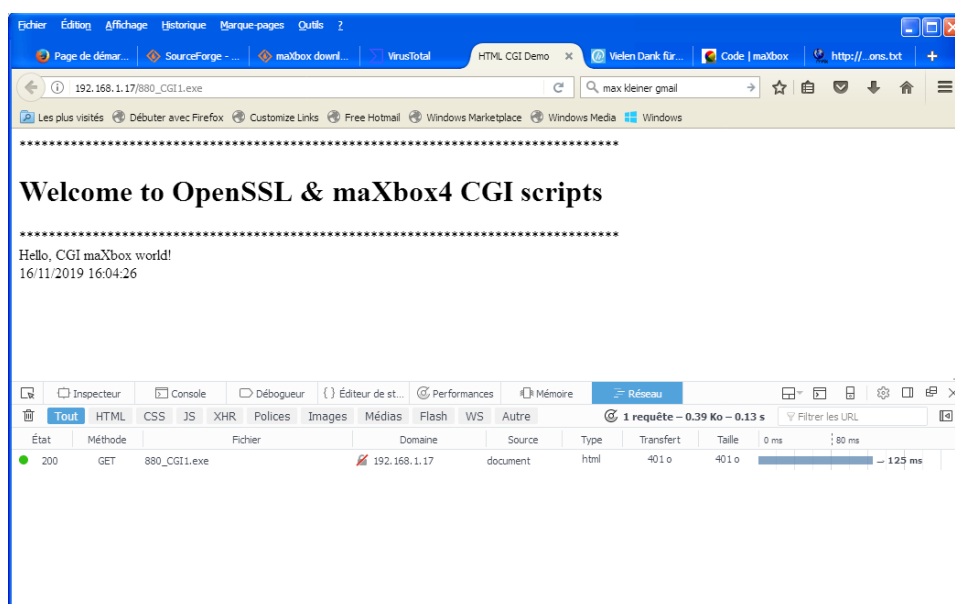 Fichier Édition Affichage Historique Marque-pages Outils ?
Page de démar... SourceForge - ... maXbox downl... VirusTotal HTML CGI Demo Vielen Dank für... Code | maXbox http://...ons.txt
192.168.1.17/880_CGI1.exe max kleiner gmail
Les plus visités Débuter avec Firefox Customize Links Free Hotmail Windows Marketplace Windows Media Windows
**********************************************************************************
Welcome to OpenSSL & maXbox4 CGI scripts
**********************************************************************************
Hello, CGI maXbox world!
16/11/2019 16:04:26
Inspecteur Console Débogueur { } Éditeur de st... Performances Mémoire Réseau
Tout HTML CSS JS XHR Polices Images Médias Flash WS Autre 1 requête – 0.39 Ko – 0.13 s Filtrer les URL
État Méthode Fichier Domaine Source Type Transfert Taille 0 ms 80 ms
200 GET 880_CGI1.exe 192.168.1.17 document html 401 o 401 o → 125 ms